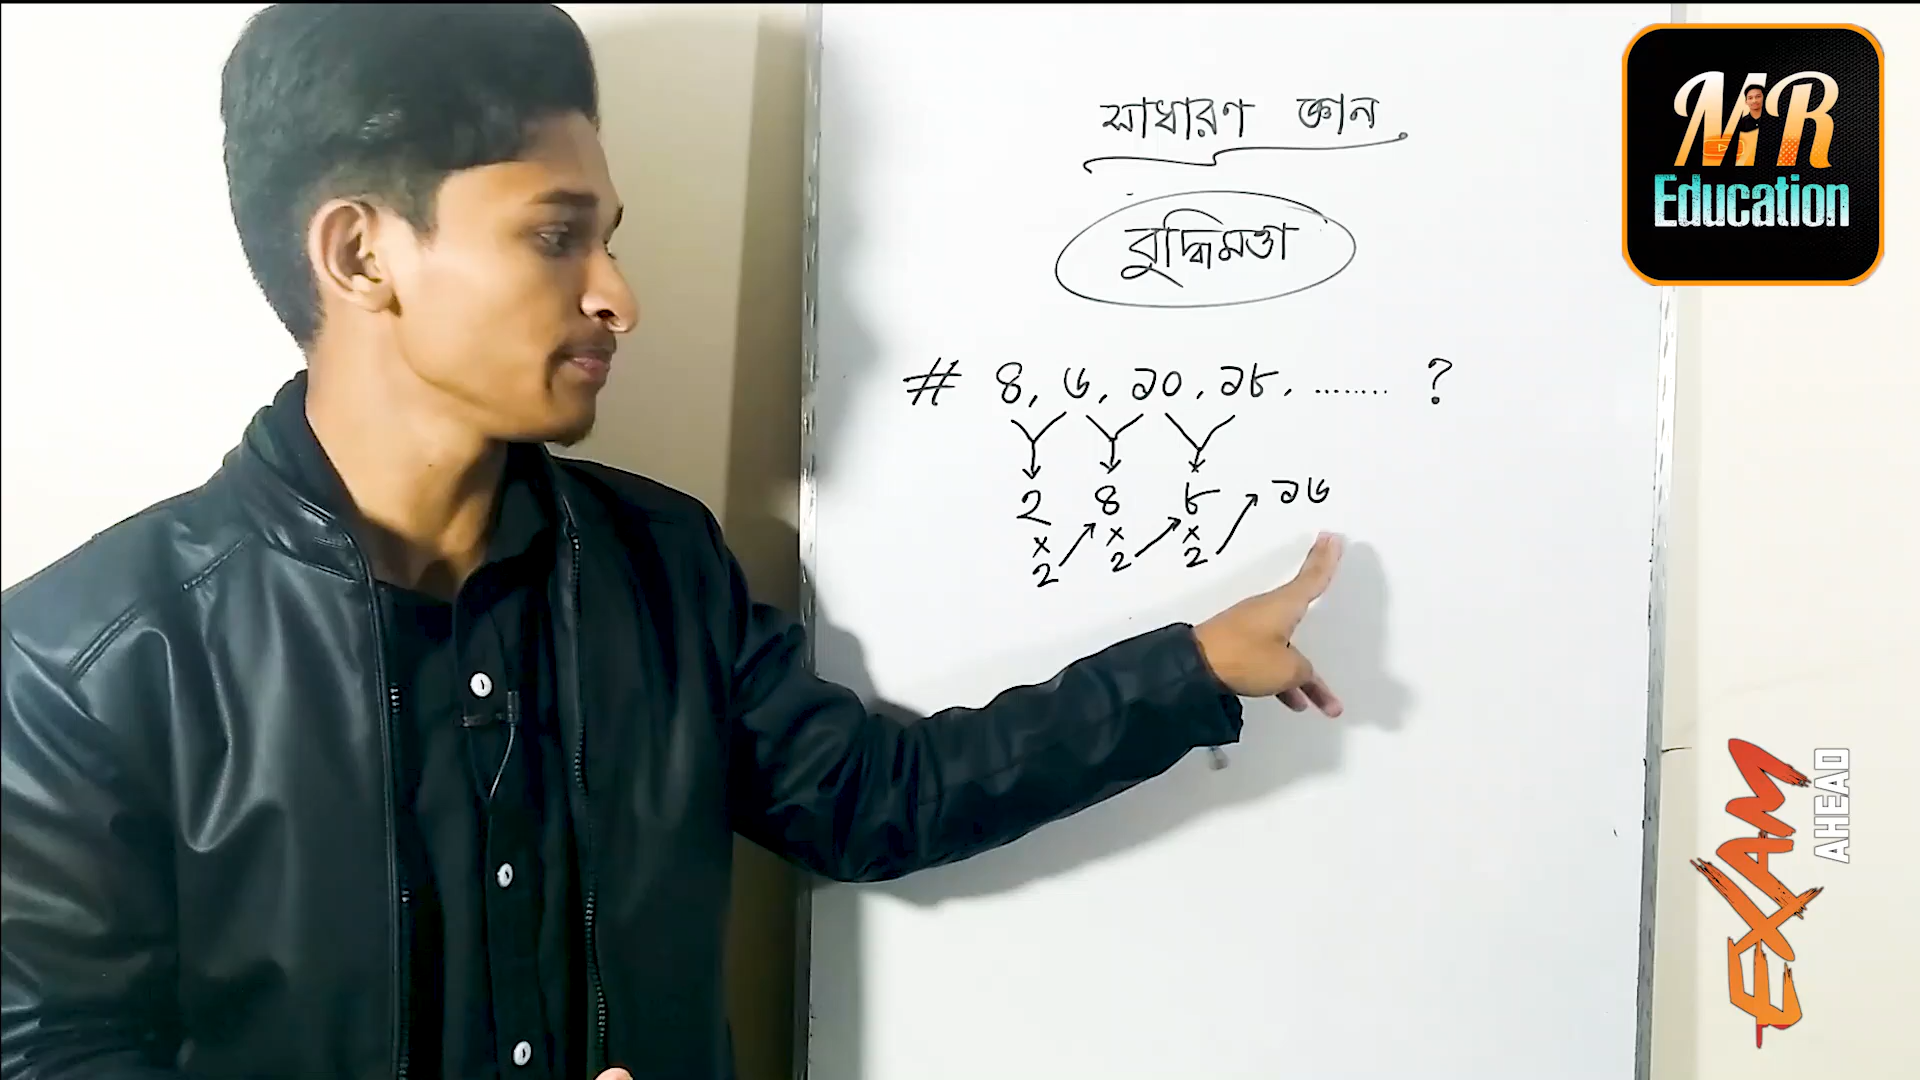 সাধারণ জ্ঞান
বুদ্ধিমত্তা
# ৪, ৬, ১০, ১৮, ........ ?
২ ৪ ৮ ১৬
× × ×
২ ২ ২
MR
Education
EXAM
AHEAD